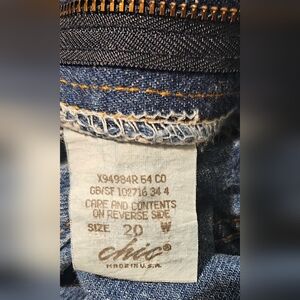 X94984R 54 CO
GB/SF 102716 34 4
CARE AND CONTENTS
ON REVERSE SIDE
SIZE 20 W
chic®
MADE IN U.S.A.